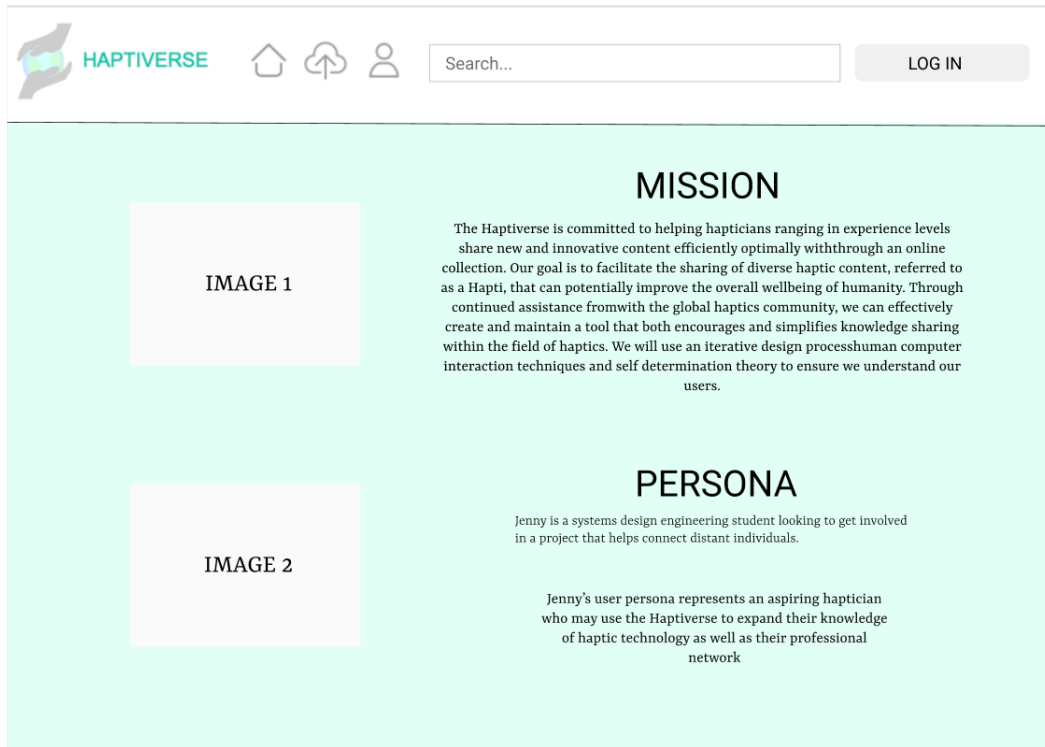 HAPTIVERSE
Search...
LOG IN
MISSION
The Haptiverse is committed to helping hapticians ranging in experience levels
share new and innovative content efficiently optimally withthrough an online
collection. Our goal is to facilitate the sharing of diverse haptic content, referred to
as a Hapti, that can potentially improve the overall wellbeing of humanity. Through
continued assistance fromwith the global haptics community, we can effectively
create and maintain a tool that both encourages and simplifies knowledge sharing
within the field of haptics. We will use an iterative design processhuman computer
interaction techniques and self determination theory to ensure we understand our
users.
IMAGE 1
PERSONA
Jenny is a systems design engineering student looking to get involved
in a project that helps connect distant individuals.
IMAGE 2
Jenny’s user persona represents an aspiring haptician
who may use the Haptiverse to expand their knowledge
of haptic technology as well as their professional
network